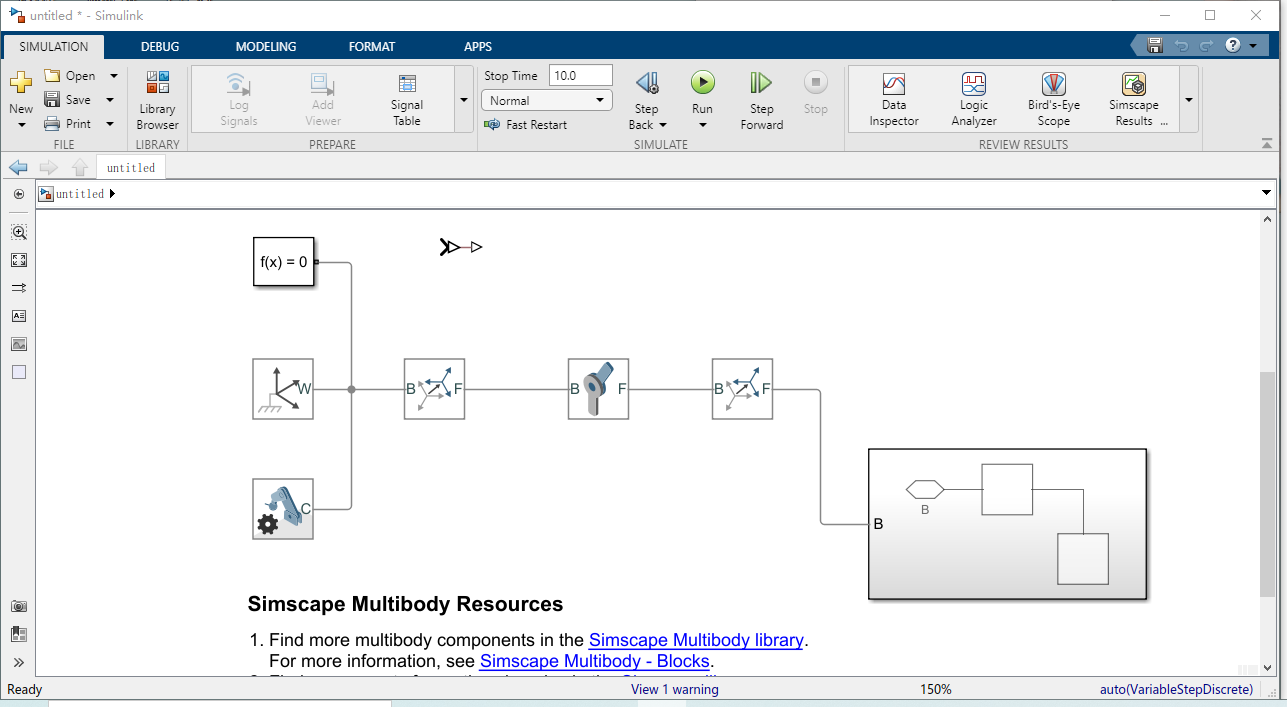 untitled * - Simulink
SIMULATION DEBUG MODELING FORMAT APPS
New
Open
Save
Print
FILE
Library
Browser
LIBRARY
Log
Signals
Add
Viewer
Signal
Table
PREPARE
Stop Time 10.0
Normal
Fast Restart
Step
Back
Run
Step
Forward
Stop
SIMULATE
Data
Inspector
Logic
Analyzer
Bird's-Eye
Scope
Simscape
Results ...
REVIEW RESULTS
untitled
untitled
f(x) = 0
W
B F
B F
B F
C
B
B
Simscape Multibody Resources
1. Find more multibody components in the Simscape Multibody library.
For more information, see Simscape Multibody - Blocks.
Ready View 1 warning 150% auto(VariableStepDiscrete)